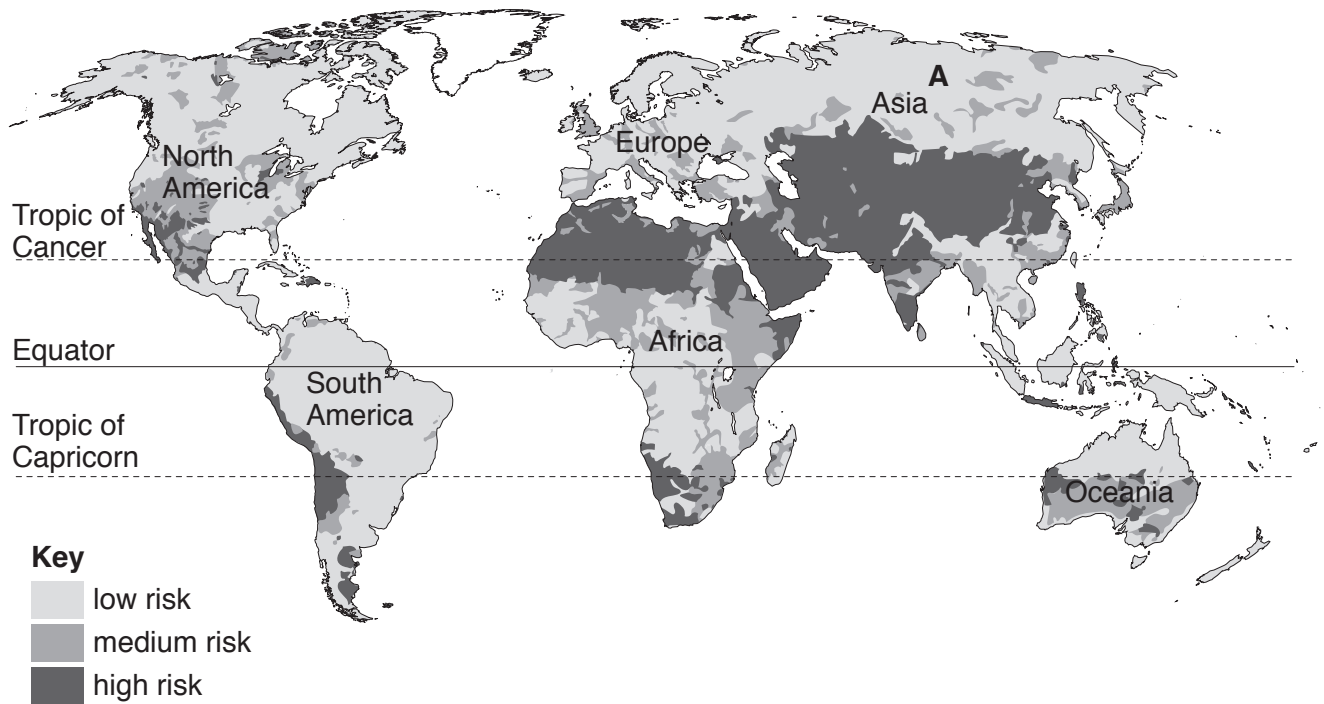 A
Asia
Europe
North
America
Tropic of
Cancer
Africa
Equator
South
America
Tropic of
Capricorn
Oceania
Key
low risk
medium risk
high risk